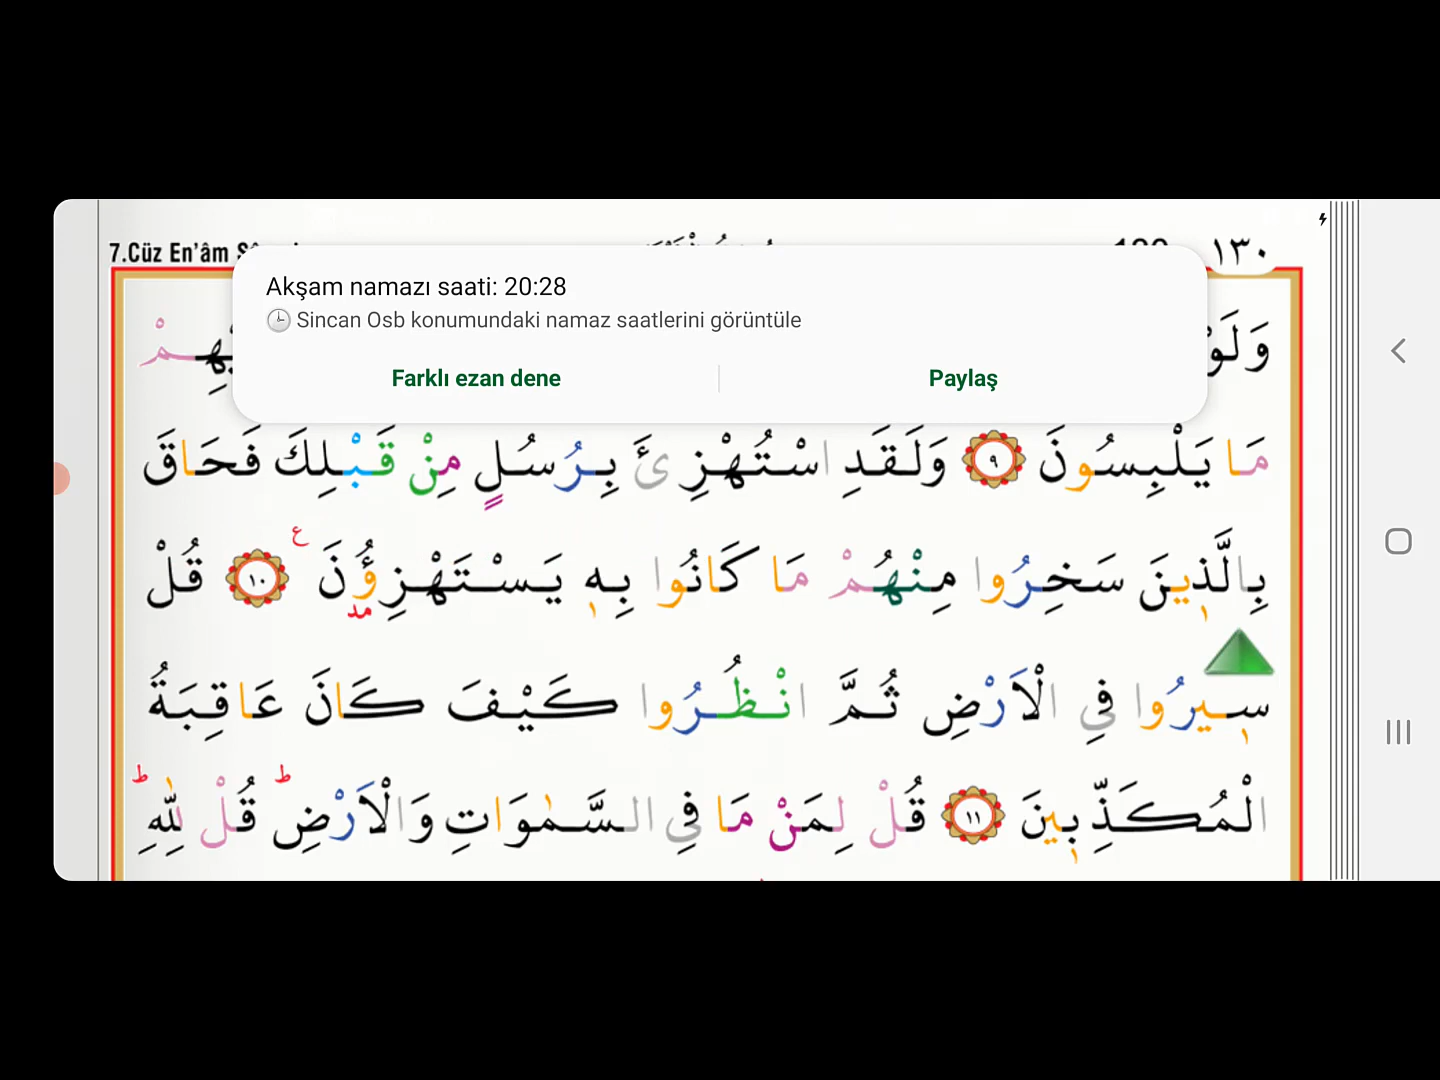 7.Cüz En'âm
١٣٠
Akşam namazı saati: 20:28
Sincan Osb konumundaki namaz saatlerini görüntüle
Farklı ezan dene
Paylaş
مَا يَلْبِسُونَ ٩ وَلَقَدِ اسْتُهْزِئَ بِرُسُلٍ مِنْ قَبْلِكَ فَحَاقَ
بِالَّذ۪ينَ سَخِرُوا مِنْهُمْ مَا كَانُوا بِه۪ يَسْتَهْزِؤُنَ ١٠ قُلْ
س۪يرُوا فِي الْاَرْضِ ثُمَّ انْظُرُوا كَيْفَ كَانَ عَاقِبَةُ
الْمُكَذِّب۪ينَ ١١ قُلْ لِمَنْ مَا فِي السَّمٰوَاتِ وَالْاَرْضِۜ قُلْ لِلّٰهِۜ